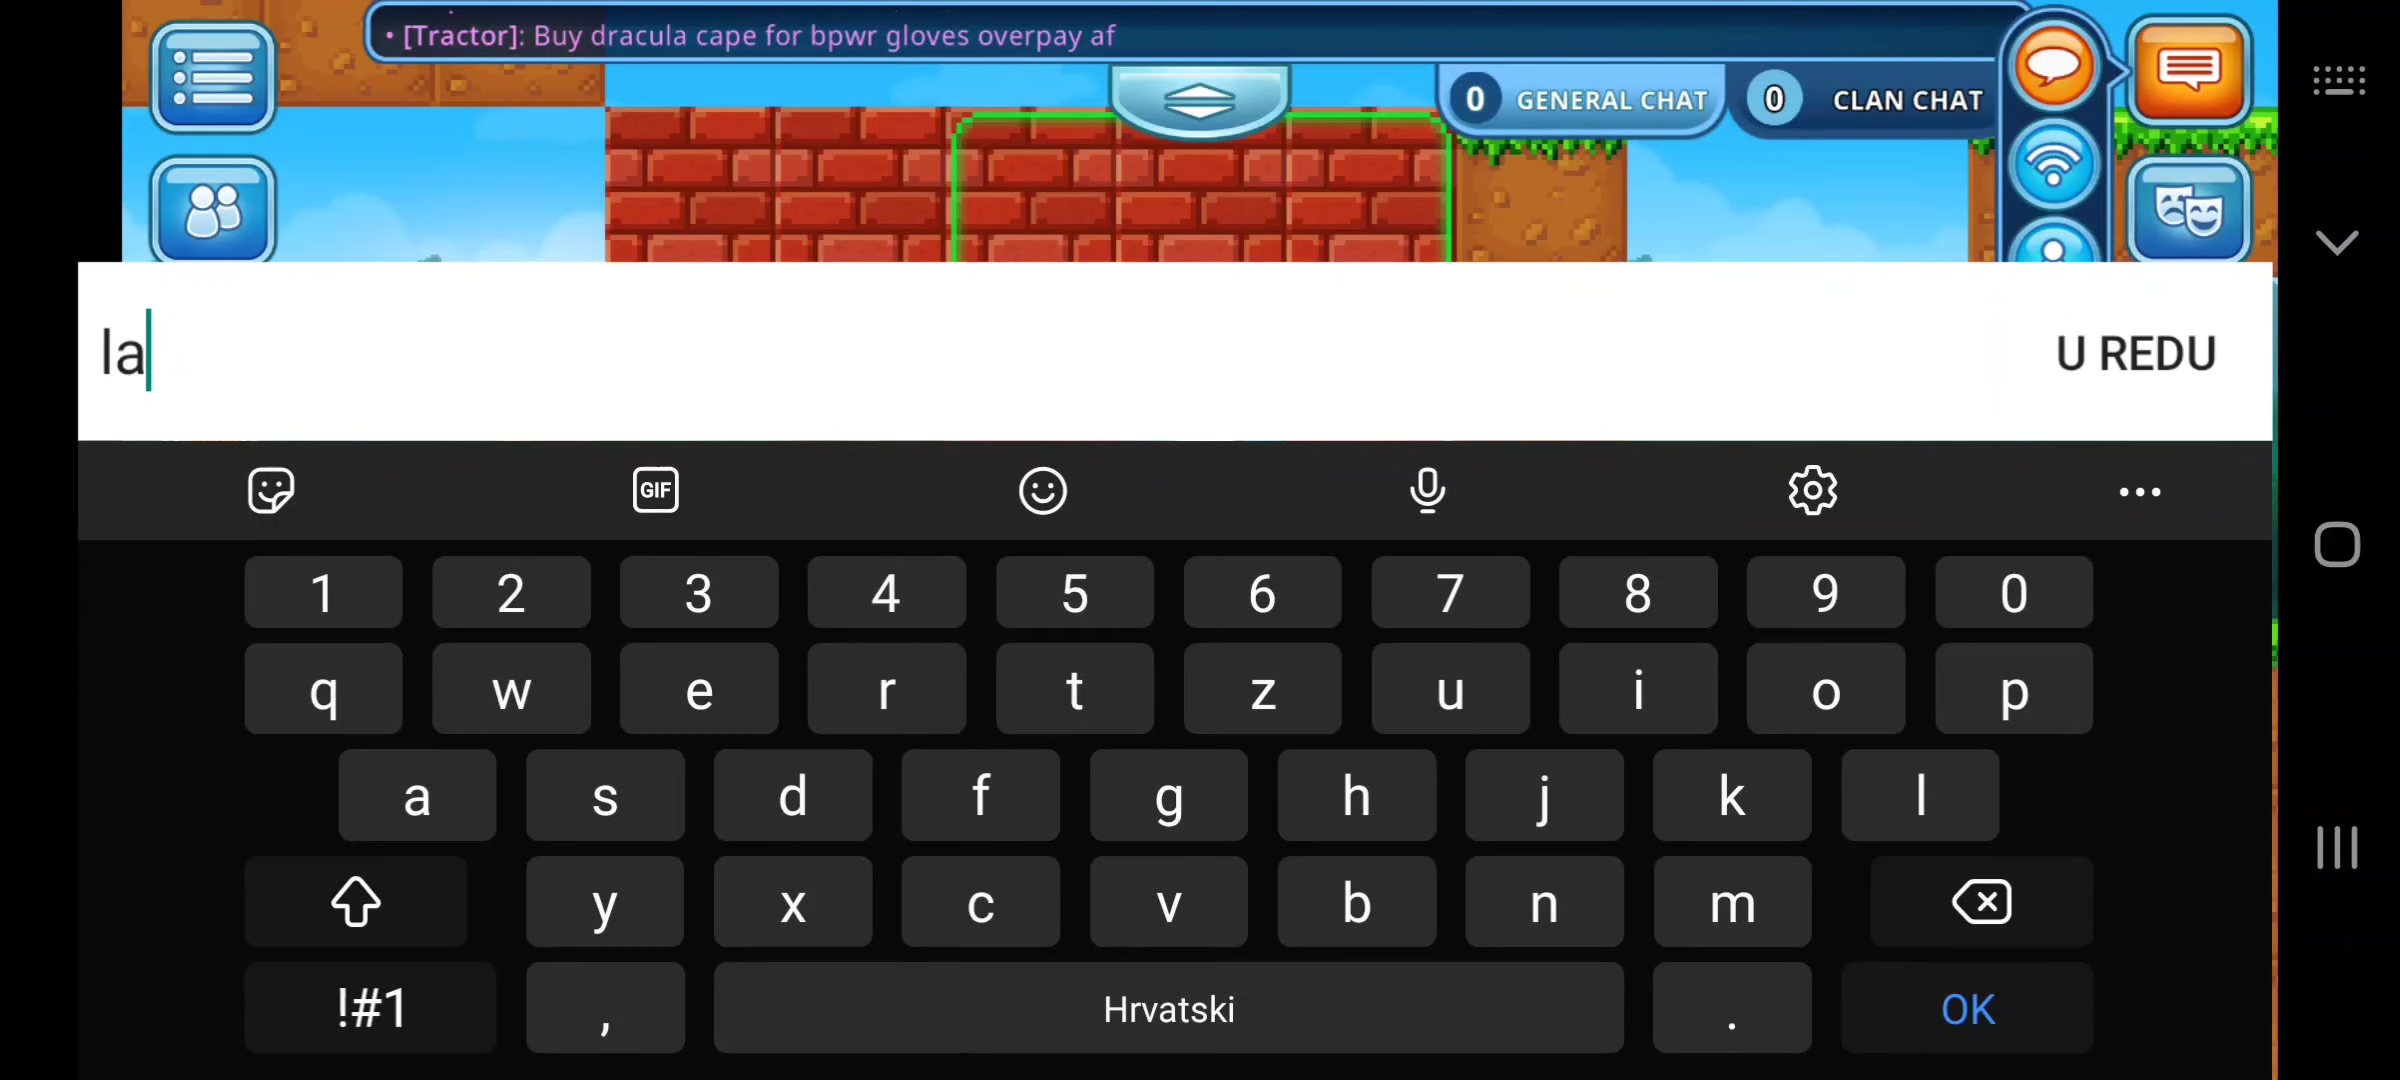 • [Tractor]: Buy dracula cape for bpwr gloves overpay af
0 GENERAL CHAT 0 CLAN CHAT
la U REDU
GIF
1 2 3 4 5 6 7 8 9 0
q w e r t z u i o p
a s d f g h j k l
y x c v b n m
!#1 , Hrvatski . OK